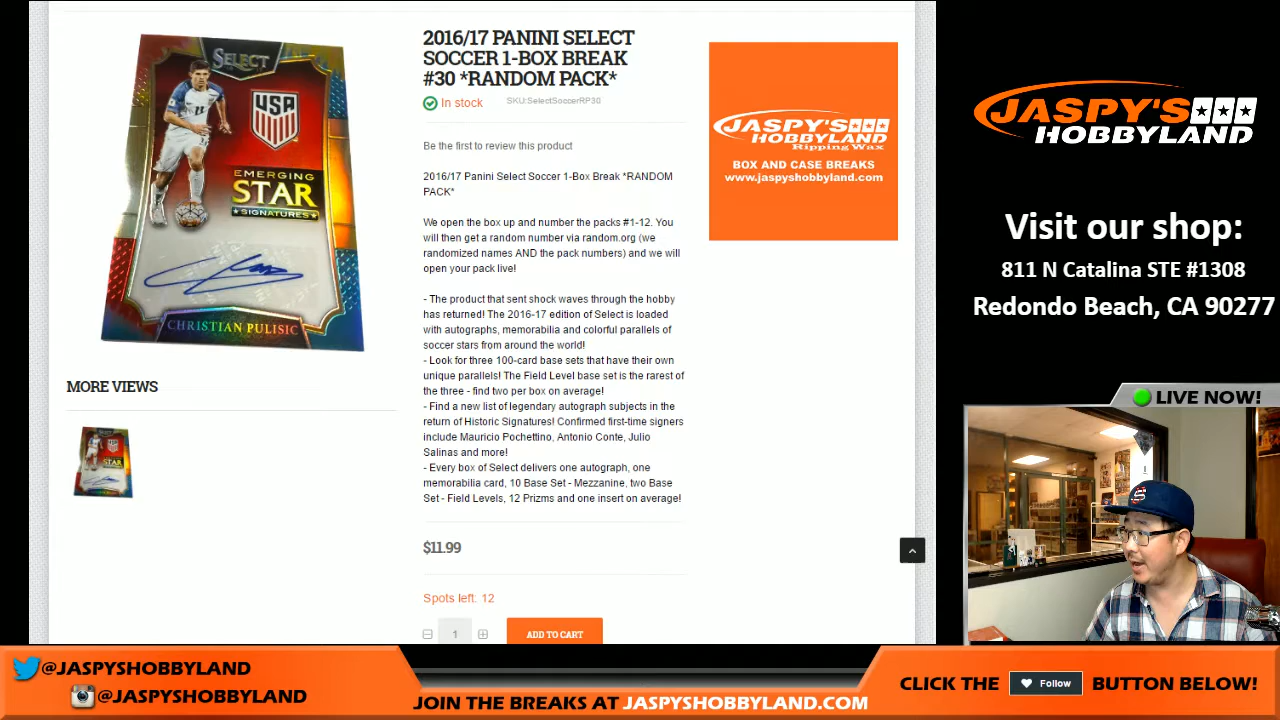 SELECT
USA
EMERGING
STAR
★SIGNATURES★
CHRISTIAN PULISIC
MORE VIEWS
2016/17 PANINI SELECT
SOCCER 1-BOX BREAK
#30 *RANDOM PACK*
In stock
SKU:SelectSoccerRP30
Be the first to review this product
2016/17 Panini Select Soccer 1-Box Break *RANDOM
PACK*
We open the box up and number the packs #1-12. You
will then get a random number via random.org (we
randomized names AND the pack numbers) and we will
open your pack live!
- The product that sent shock waves through the hobby
has returned! The 2016-17 edition of Select is loaded
with autographs, memorabilia and colorful parallels of
soccer stars from around the world!
- Look for three 100-card base sets that have their own
unique parallels! The Field Level base set is the rarest of
the three - find two per box on average!
- Find a new list of legendary autograph subjects in the
return of Historic Signatures! Confirmed first-time signers
include Mauricio Pochettino, Antonio Conte, Julio
Salinas and more!
- Every box of Select delivers one autograph, one
memorabilia card, 10 Base Set - Mezzanine, two Base
Set - Field Levels, 12 Prizms and one insert on average!
$11.99
Spots left: 12
1
ADD TO CART
JASPY'S
HOBBYLAND
Ripping Wax
BOX AND CASE BREAKS
www.jaspyshobbyland.com
JASPY'S
HOBBYLAND
Visit our shop:
811 N Catalina STE #1308
Redondo Beach, CA 90277
LIVE NOW!
@JASPYSHOBBYLAND
@JASPYSHOBBYLAND
JOIN THE BREAKS AT JASPYSHOBBYLAND.COM
CLICK THE Follow BUTTON BELOW!